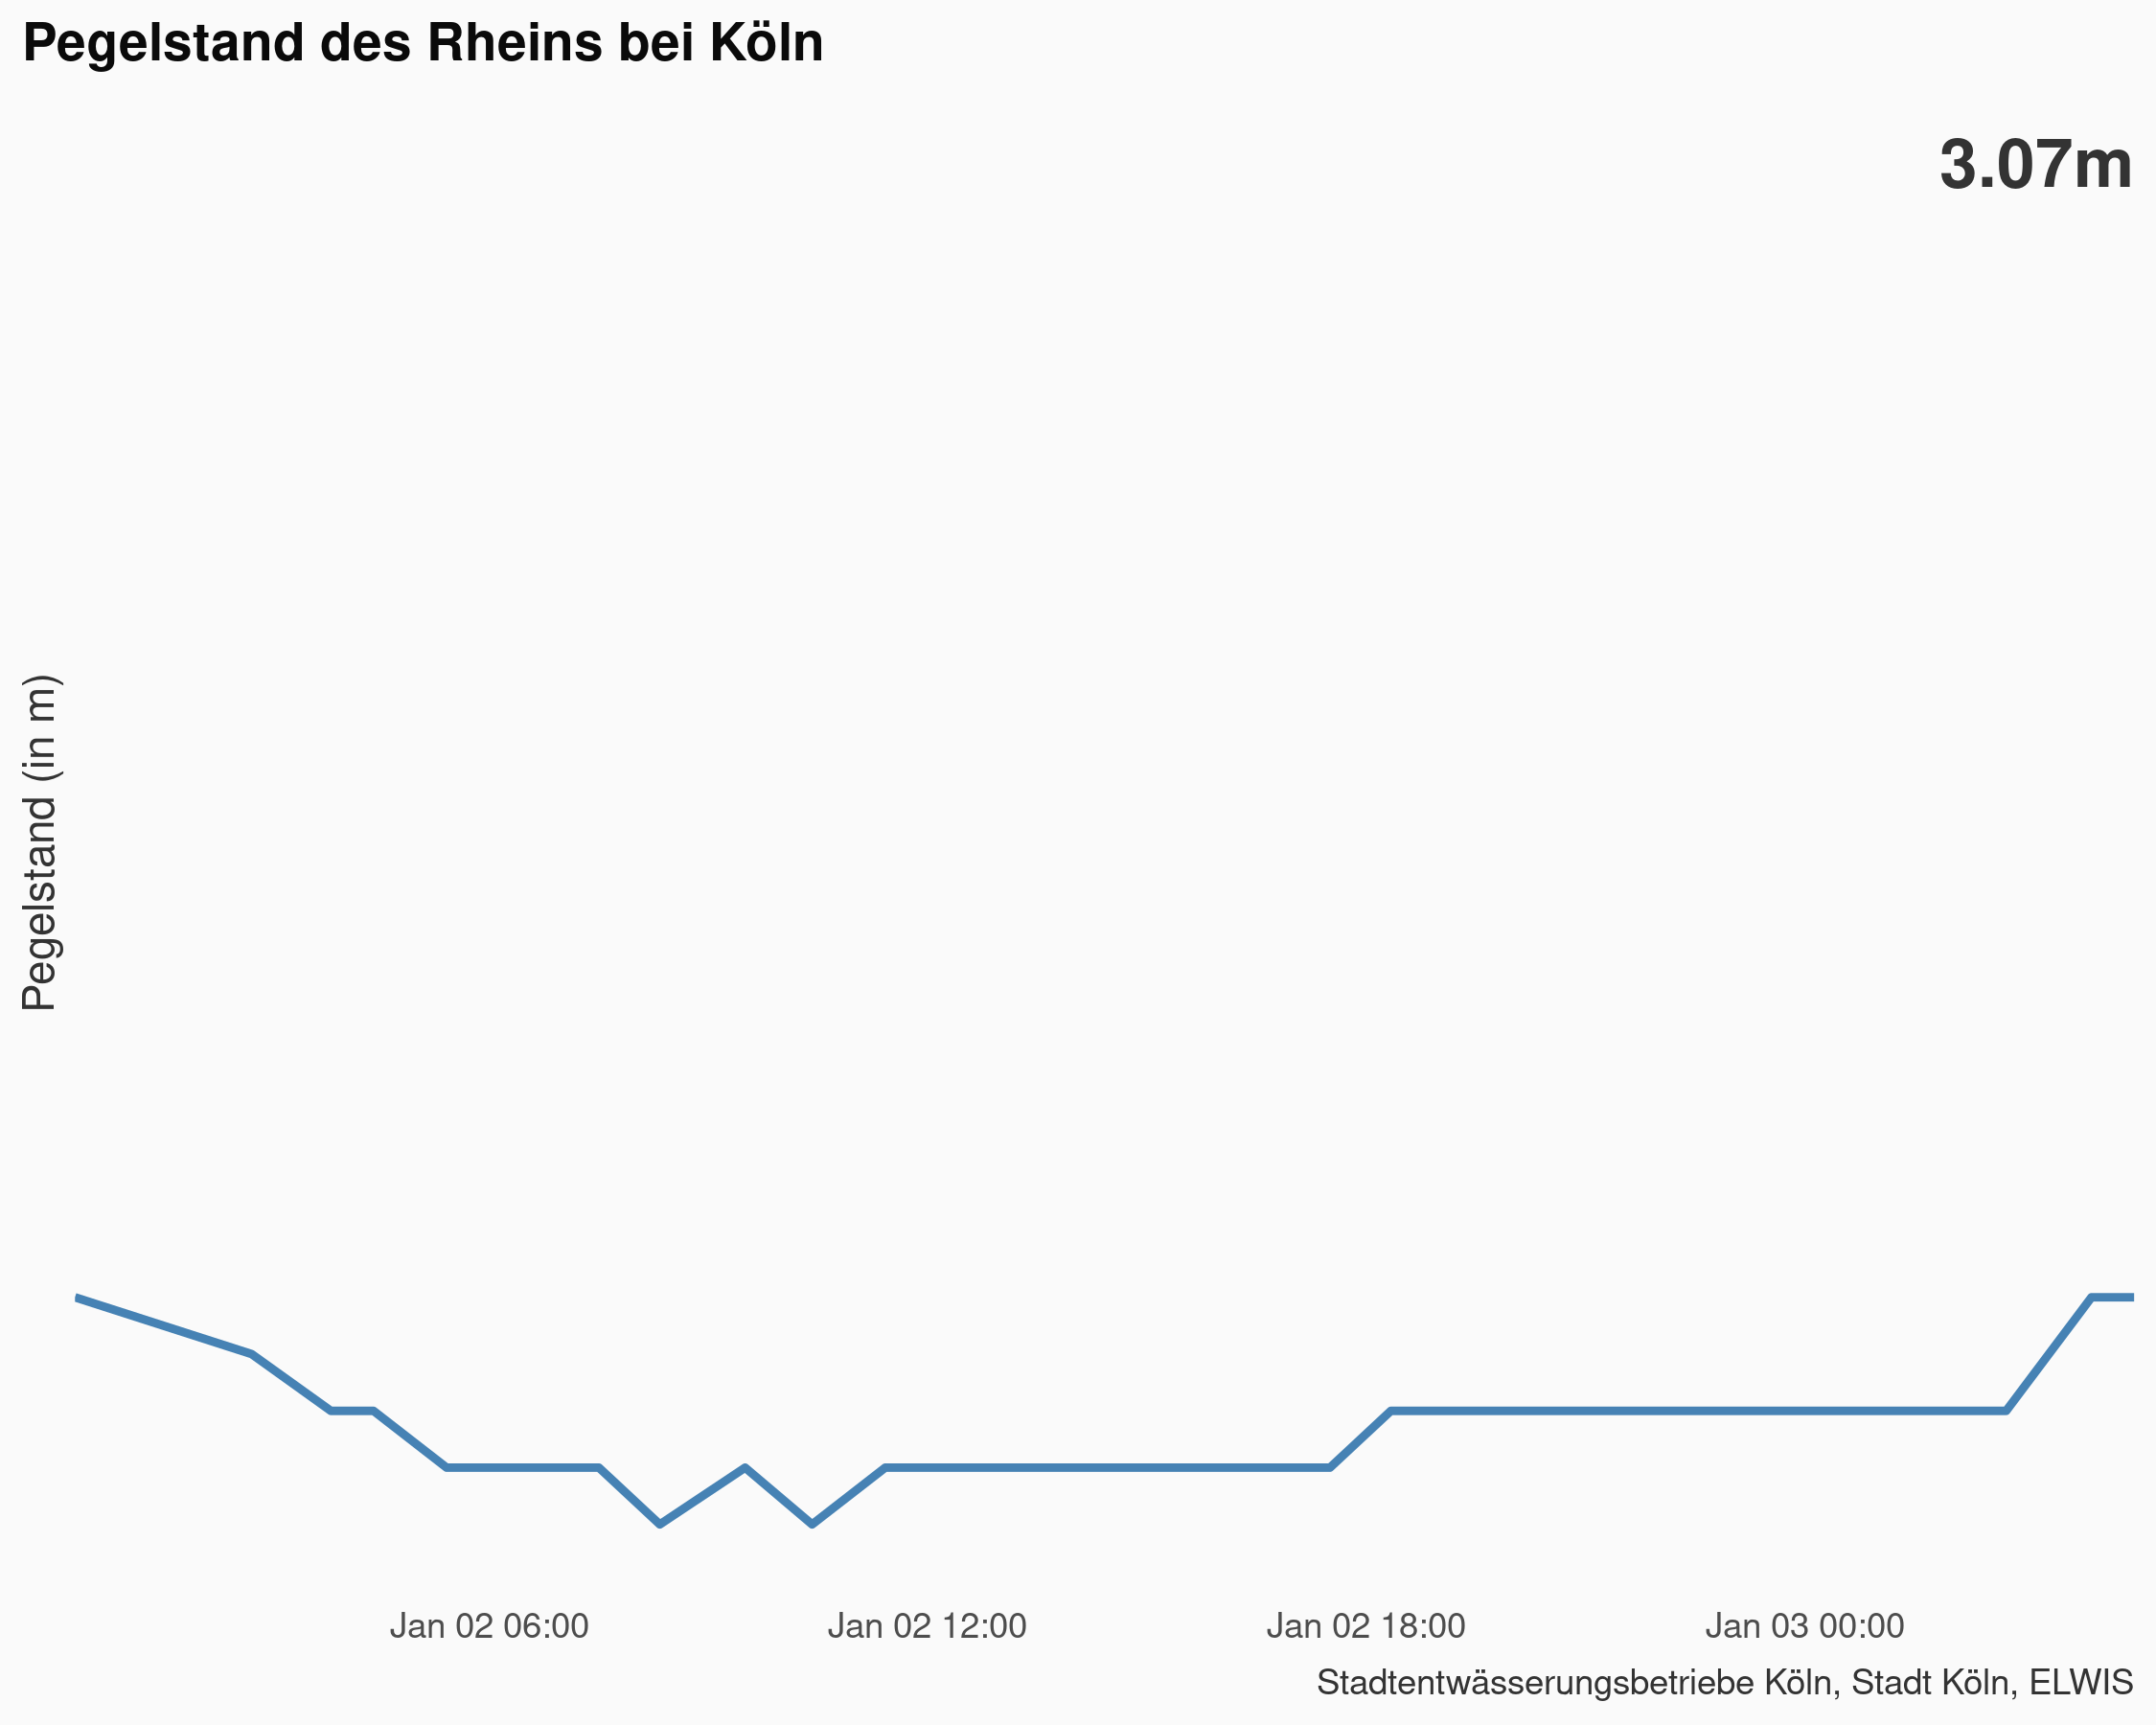 Pegelstand des Rheins bei Köln
3.07m
Pegelstand (in m)
Jan 02 06:00 Jan 02 12:00 Jan 02 18:00 Jan 03 00:00
Stadtentwässerungsbetriebe Köln, Stadt Köln, ELWIS